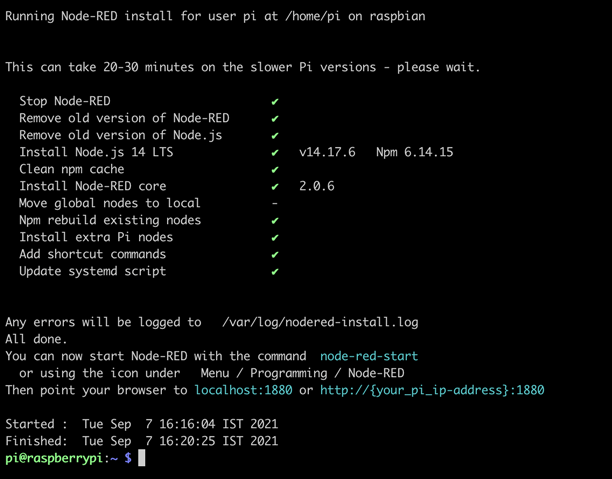 Running Node-RED install for user pi at /home/pi on raspbian
This can take 20-30 minutes on the slower Pi versions - please wait.
Stop Node-RED ✔
Remove old version of Node-RED ✔
Remove old version of Node.js ✔
Install Node.js 14 LTS ✔ v14.17.6 Npm 6.14.15
Clean npm cache ✔
Install Node-RED core ✔ 2.0.6
Move global nodes to local -
Npm rebuild existing nodes ✔
Install extra Pi nodes ✔
Add shortcut commands ✔
Update systemd script ✔
Any errors will be logged to /var/log/nodered-install.log
All done.
You can now start Node-RED with the command node-red-start
or using the icon under Menu / Programming / Node-RED
Then point your browser to localhost:1880 or http://{your_pi_ip-address}:1880
Started : Tue Sep 7 16:16:04 IST 2021
Finished: Tue Sep 7 16:20:25 IST 2021
pi@raspberrypi:~ $